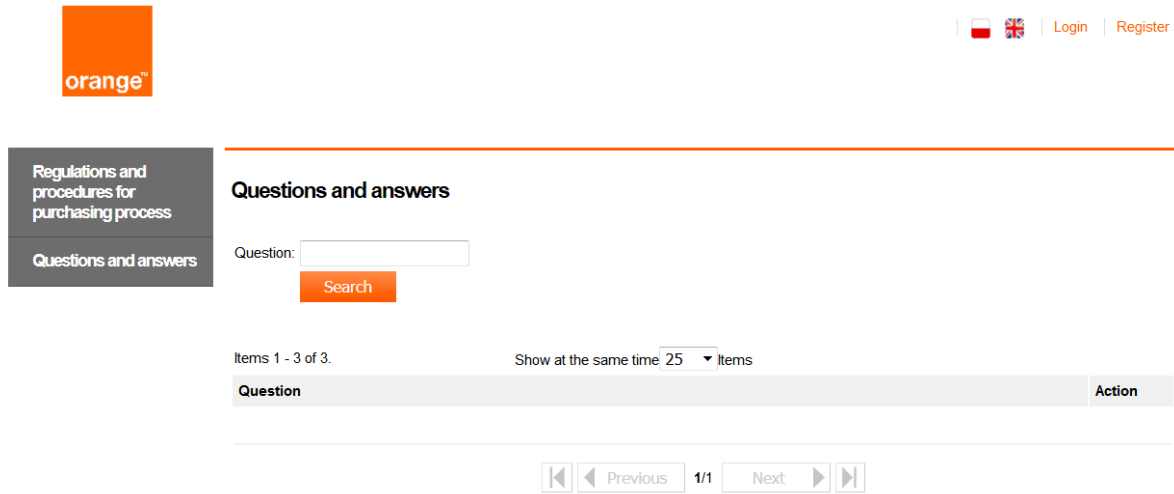 orange™
Login Register
Regulations and
procedures for
purchasing process
Questions and answers
Questions and answers
Question:
Search
Items 1 - 3 of 3.
Show at the same time 25 Items
Question Action
Previous 1/1 Next